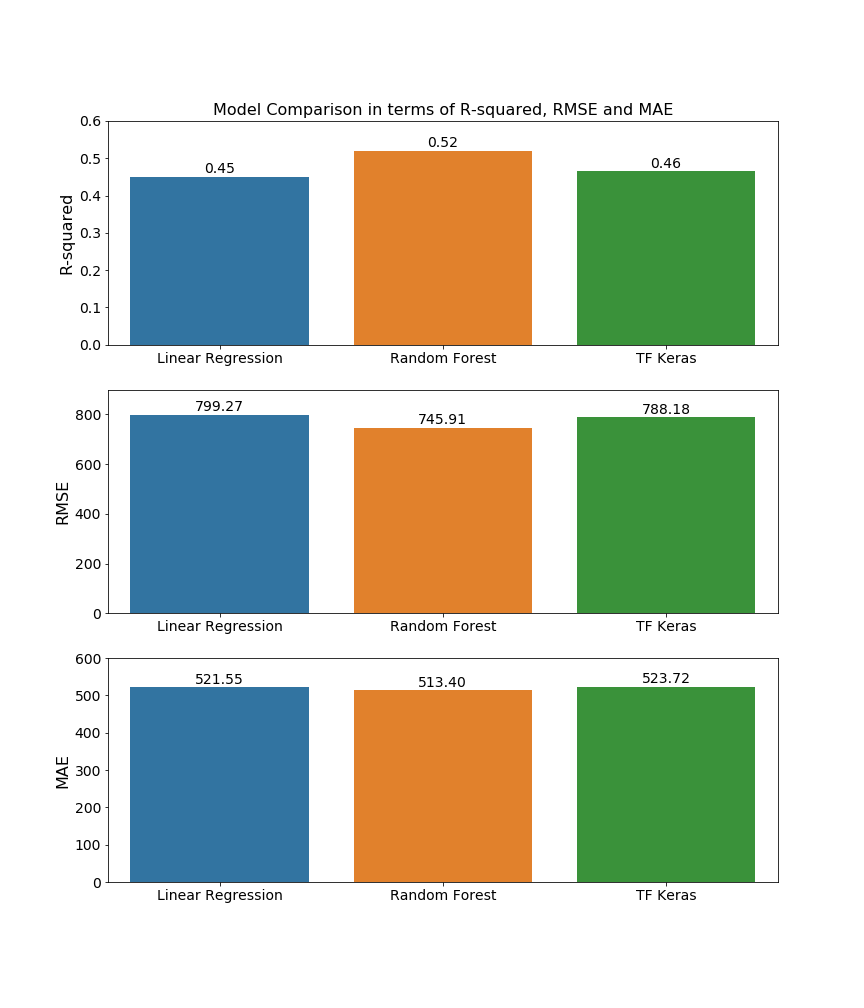 Model Comparison in terms of R-squared, RMSE and MAE
0.6
0.5
0.4
0.3
0.2
0.1
0.0
R-squared
0.45
0.52
0.46
Linear Regression
Random Forest
TF Keras
800
600
400
200
0
RMSE
799.27
745.91
788.18
Linear Regression
Random Forest
TF Keras
600
500
400
300
200
100
0
MAE
521.55
513.40
523.72
Linear Regression
Random Forest
TF Keras